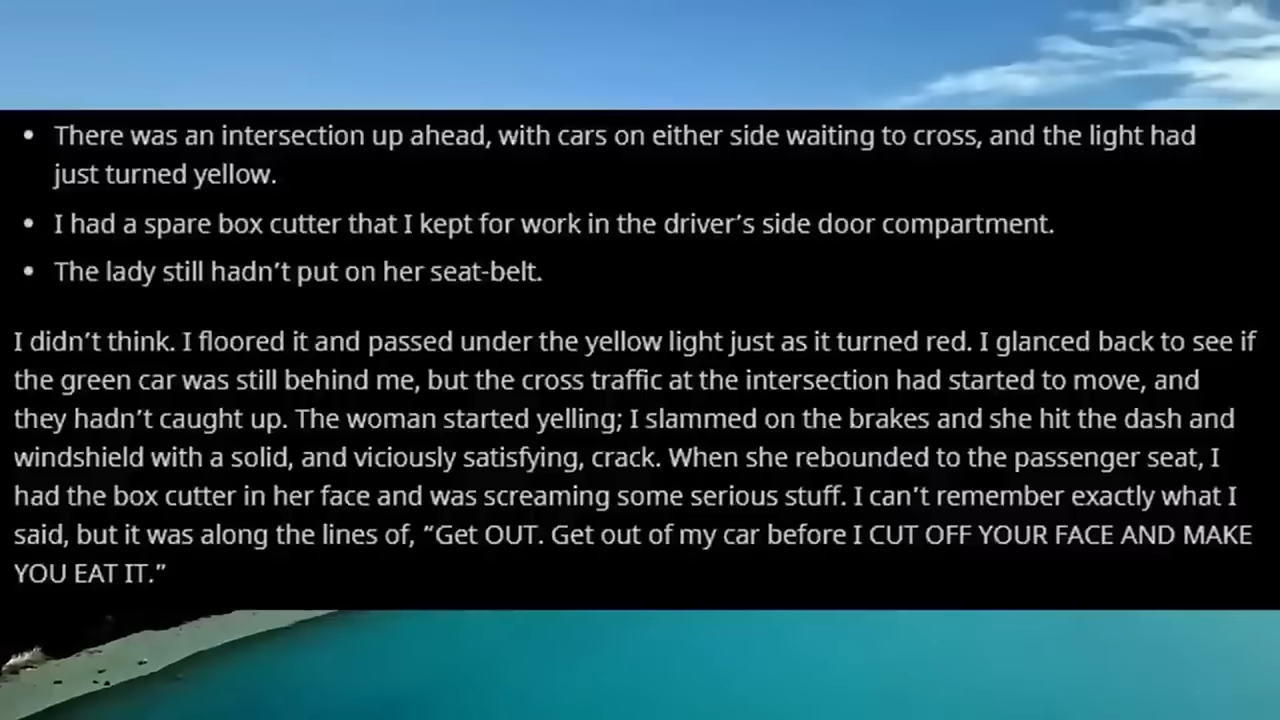 • There was an intersection up ahead, with cars on either side waiting to cross, and the light had
just turned yellow.
• I had a spare box cutter that I kept for work in the driver’s side door compartment.
• The lady still hadn’t put on her seat-belt.
I didn’t think. I floored it and passed under the yellow light just as it turned red. I glanced back to see if
the green car was still behind me, but the cross traffic at the intersection had started to move, and
they hadn’t caught up. The woman started yelling; I slammed on the brakes and she hit the dash and
windshield with a solid, and viciously satisfying, crack. When she rebounded to the passenger seat, I
had the box cutter in her face and was screaming some serious stuff. I can’t remember exactly what I
said, but it was along the lines of, “Get OUT. Get out of my car before I CUT OFF YOUR FACE AND MAKE
YOU EAT IT.”